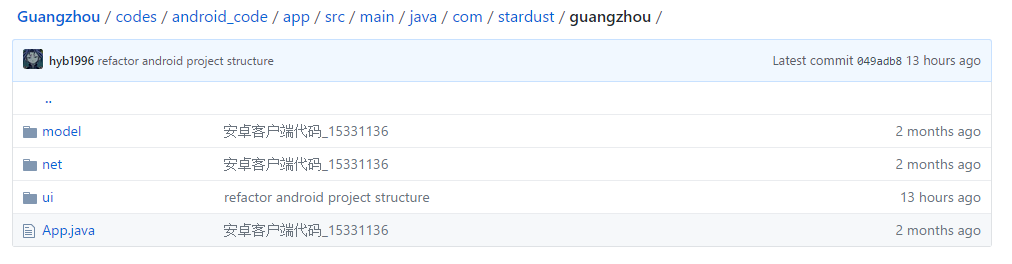 Guangzhou / codes / android_code / app / src / main / java / com / stardust / guangzhou /
hyb1996 refactor android project structure Latest commit 049adb8 13 hours ago
..
model 安卓客户端代码_15331136 2 months ago
net 安卓客户端代码_15331136 2 months ago
ui refactor android project structure 13 hours ago
App.java 安卓客户端代码_15331136 2 months ago